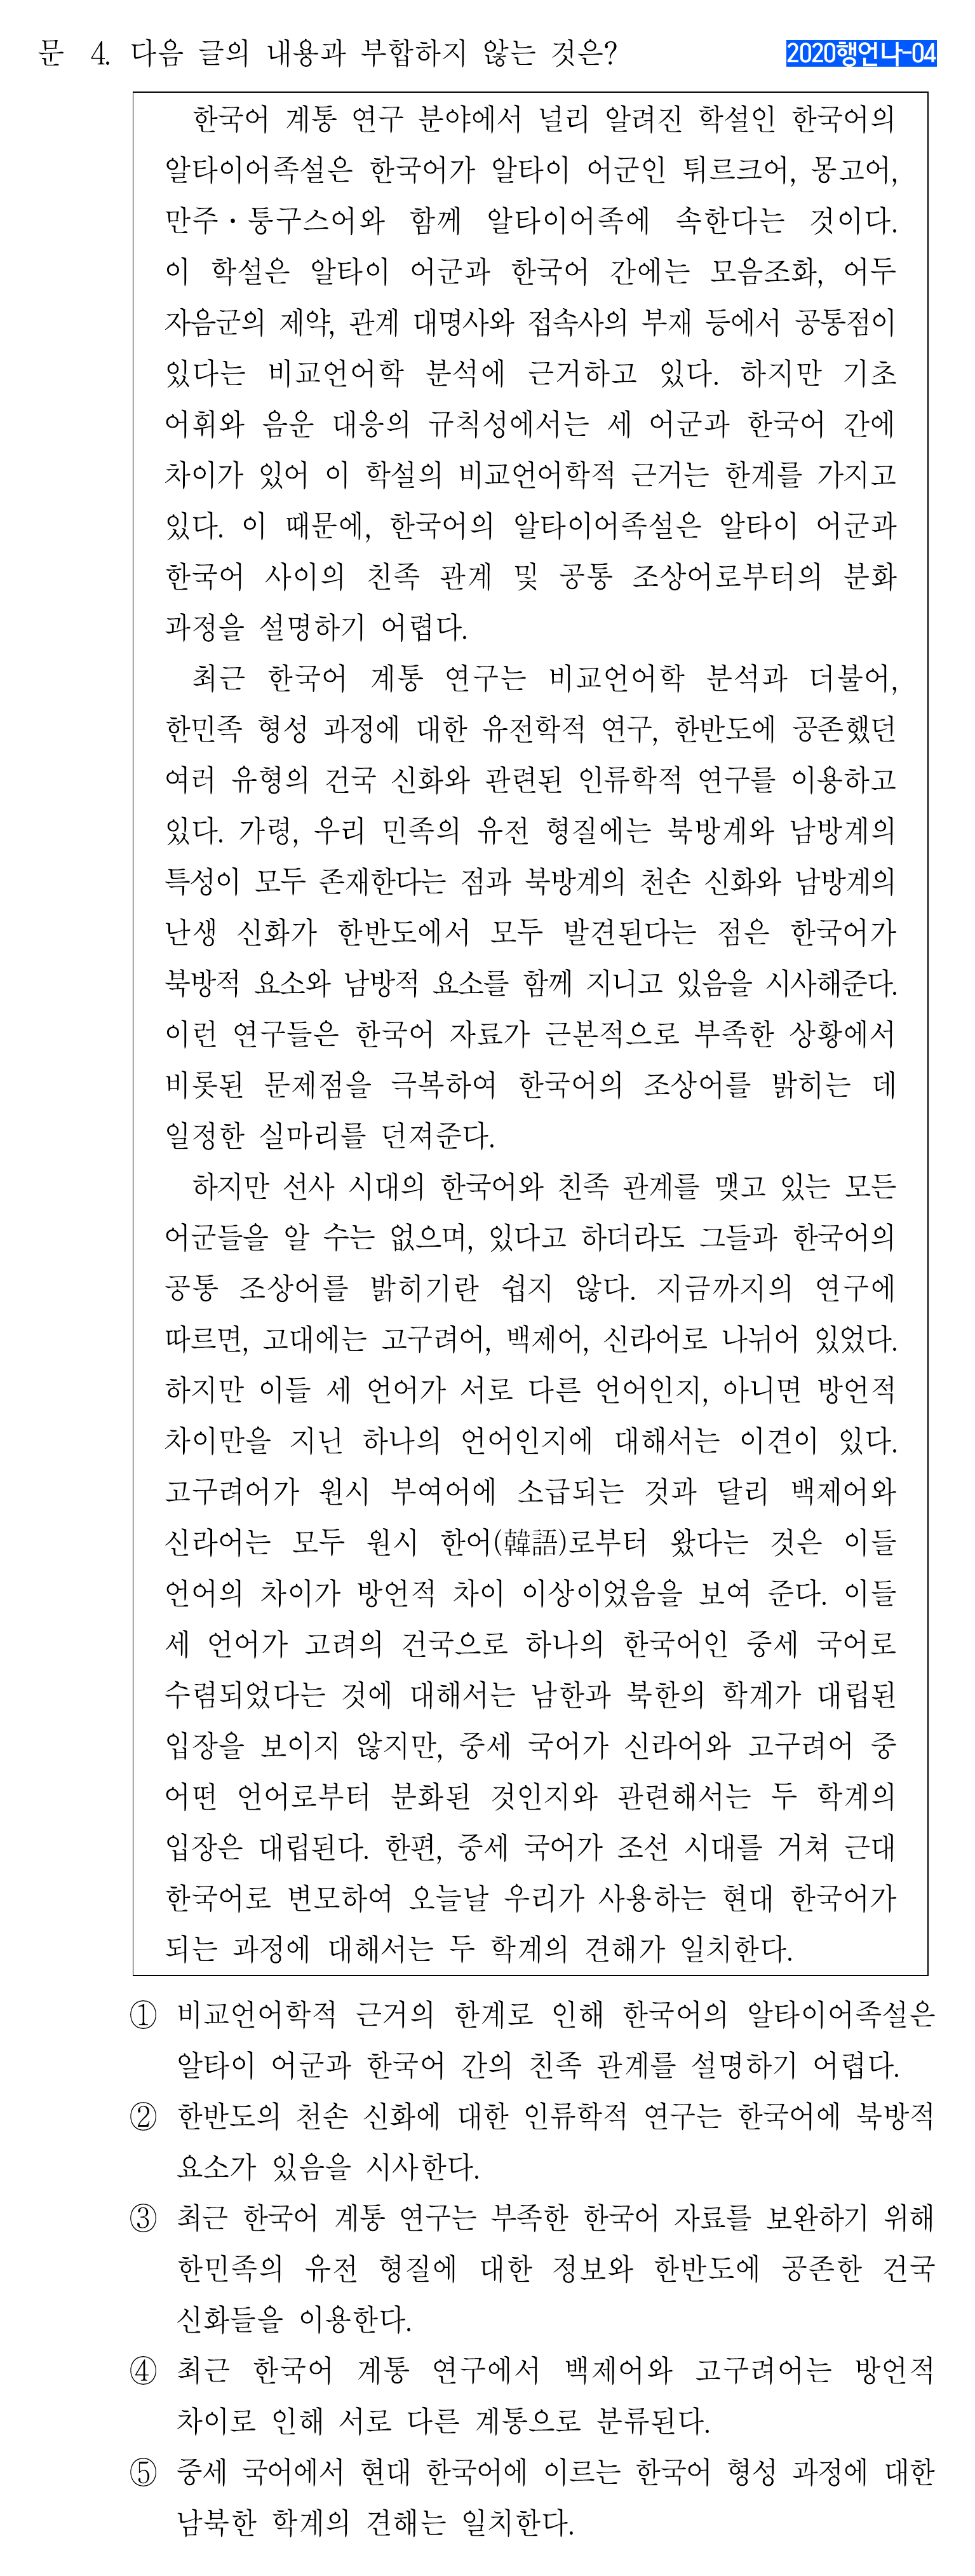 문 4. 다음 글의 내용과 부합하지 않는 것은? 2020행언나-04
한국어 계통 연구 분야에서 널리 알려진 학설인 한국어의
알타이어족설은 한국어가 알타이 어군인 튀르크어, 몽고어,
만주·퉁구스어와 함께 알타이어족에 속한다는 것이다.
이 학설은 알타이 어군과 한국어 간에는 모음조화, 어두
자음군의 제약, 관계 대명사와 접속사의 부재 등에서 공통점이
있다는 비교언어학 분석에 근거하고 있다. 하지만 기초
어휘와 음운 대응의 규칙성에서는 세 어군과 한국어 간에
차이가 있어 이 학설의 비교언어학적 근거는 한계를 가지고
있다. 이 때문에, 한국어의 알타이어족설은 알타이 어군과
한국어 사이의 친족 관계 및 공통 조상어로부터의 분화
과정을 설명하기 어렵다.
최근 한국어 계통 연구는 비교언어학 분석과 더불어,
한민족 형성 과정에 대한 유전학적 연구, 한반도에 공존했던
여러 유형의 건국 신화와 관련된 인류학적 연구를 이용하고
있다. 가령, 우리 민족의 유전 형질에는 북방계와 남방계의
특성이 모두 존재한다는 점과 북방계의 천손 신화와 남방계의
난생 신화가 한반도에서 모두 발견된다는 점은 한국어가
북방적 요소와 남방적 요소를 함께 지니고 있음을 시사해준다.
이런 연구들은 한국어 자료가 근본적으로 부족한 상황에서
비롯된 문제점을 극복하여 한국어의 조상어를 밝히는 데
일정한 실마리를 던져준다.
하지만 선사 시대의 한국어와 친족 관계를 맺고 있는 모든
어군들을 알 수는 없으며, 있다고 하더라도 그들과 한국어의
공통 조상어를 밝히기란 쉽지 않다. 지금까지의 연구에
따르면, 고대에는 고구려어, 백제어, 신라어로 나뉘어 있었다.
하지만 이들 세 언어가 서로 다른 언어인지, 아니면 방언적
차이만을 지닌 하나의 언어인지에 대해서는 이견이 있다.
고구려어가 원시 부여어에 소급되는 것과 달리 백제어와
신라어는 모두 원시 한어(韓語)로부터 왔다는 것은 이들
언어의 차이가 방언적 차이 이상이었음을 보여 준다. 이들
세 언어가 고려의 건국으로 하나의 한국어인 중세 국어로
수렴되었다는 것에 대해서는 남한과 북한의 학계가 대립된
입장을 보이지 않지만, 중세 국어가 신라어와 고구려어 중
어떤 언어로부터 분화된 것인지와 관련해서는 두 학계의
입장은 대립된다. 한편, 중세 국어가 조선 시대를 거쳐 근대
한국어로 변모하여 오늘날 우리가 사용하는 현대 한국어가
되는 과정에 대해서는 두 학계의 견해가 일치한다.
① 비교언어학적 근거의 한계로 인해 한국어의 알타이어족설은
알타이 어군과 한국어 간의 친족 관계를 설명하기 어렵다.
② 한반도의 천손 신화에 대한 인류학적 연구는 한국어에 북방적
요소가 있음을 시사한다.
③ 최근 한국어 계통 연구는 부족한 한국어 자료를 보완하기 위해
한민족의 유전 형질에 대한 정보와 한반도에 공존한 건국
신화들을 이용한다.
④ 최근 한국어 계통 연구에서 백제어와 고구려어는 방언적
차이로 인해 서로 다른 계통으로 분류된다.
⑤ 중세 국어에서 현대 한국어에 이르는 한국어 형성 과정에 대한
남북한 학계의 견해는 일치한다.